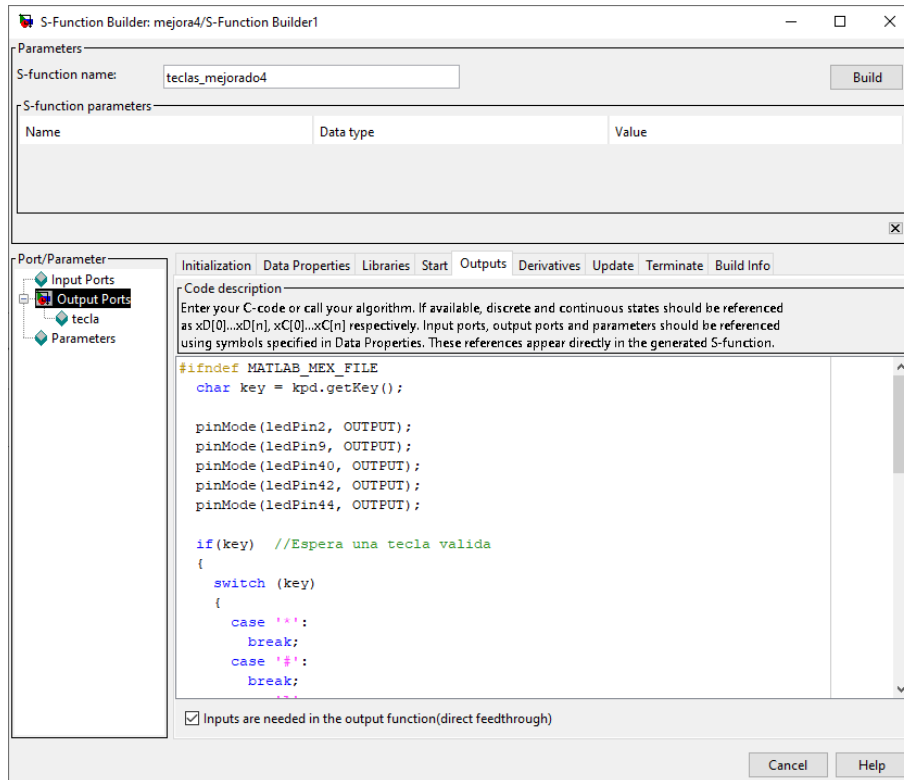 S-Function Builder: mejora4/S-Function Builder1
Parameters
S-function name: teclas_mejorado4 Build
S-function parameters
Name Data type Value
Port/Parameter
Input Ports
Output Ports
tecla
Parameters
Initialization Data Properties Libraries Start Outputs Derivatives Update Terminate Build Info
Code description
Enter your C-code or call your algorithm. If available, discrete and continuous states should be referenced
as xD[0]...xD[n], xC[0]...xC[n] respectively. Input ports, output ports and parameters should be referenced
using symbols specified in Data Properties. These references appear directly in the generated S-function.
#ifndef MATLAB_MEX_FILE
char key = kpd.getKey();
pinMode(ledPin2, OUTPUT);
pinMode(ledPin9, OUTPUT);
pinMode(ledPin40, OUTPUT);
pinMode(ledPin42, OUTPUT);
pinMode(ledPin44, OUTPUT);
if(key) //Espera una tecla valida
{
switch (key)
{
case '*':
break;
case '#':
break;
Inputs are needed in the output function(direct feedthrough)
Cancel Help